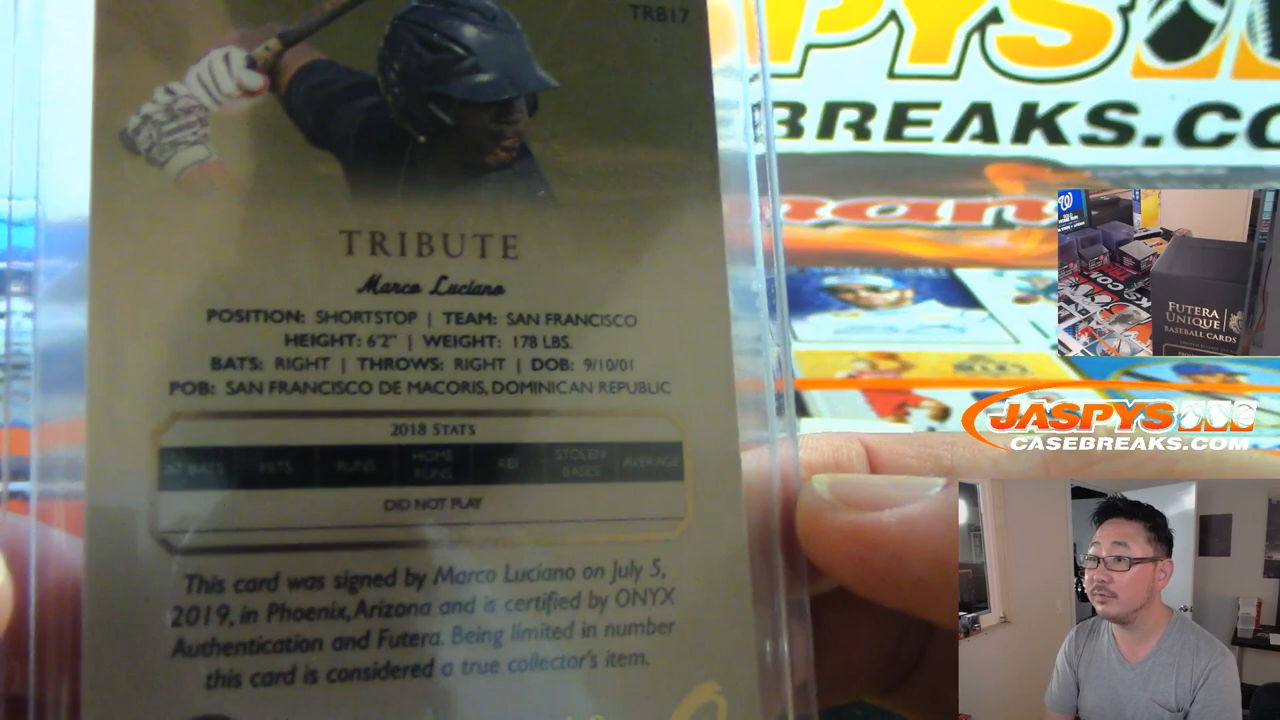 TRB17
TRIBUTE
Marco Luciano
POSITION: SHORTSTOP | TEAM: SAN FRANCISCO
HEIGHT: 6'2" | WEIGHT: 178 LBS.
BATS: RIGHT | THROWS: RIGHT | DOB: 9/10/01
POB: SAN FRANCISCO DE MACORIS, DOMINICAN REPUBLIC
2018 STATS
AT BATS HITS RUNS HOME RUNS RBI STOLEN BASES AVERAGE
DID NOT PLAY
This card was signed by Marco Luciano on July 5,
2019, in Phoenix, Arizona and is certified by ONYX
Authentication and Futera. Being limited in number
this card is considered a true collector's item.
PYS
BREAKS.CO
FUTERA
UNIQUE
BASEBALL CARDS
JASPYS
CASEBREAKS.COM